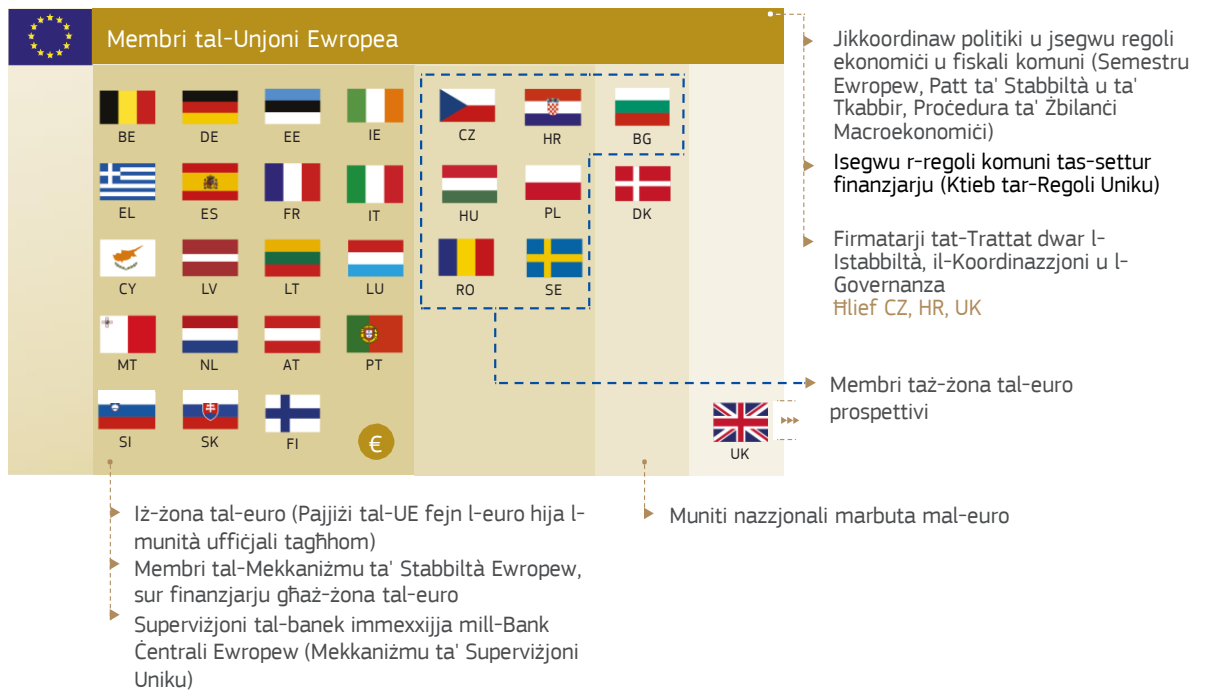 Membri tal-Unjoni Ewropea
BE DE EE IE CZ HR BG
EL ES FR IT HU PL DK
CY LV LT LU RO SE
MT NL AT PT
SI SK FI €
UK
Jikkoordinaw politiki u jsegwu regoli
ekonomiċi u fiskali komuni (Semestru
Ewropew, Patt ta' Stabbiltà u ta'
Tkabbir, Proċedura ta' Żbilanċi
Macroekonomiċi)
Isegwu r-regoli komuni tas-settur
finanzjarju (Ktieb tar-Regoli Uniku)
Firmatarji tat-Trattat dwar l-
Istabbiltà, il-Koordinazzjoni u l-
Governanza
Ħlief CZ, HR, UK
Membri taż-żona tal-euro
prospettivi
Iż-żona tal-euro (Pajjiżi tal-UE fejn l-euro hija l-
munità uffiċjali tagħhom)
Membri tal-Mekkaniżmu ta' Stabbiltà Ewropew,
sur finanzjarju għaż-żona tal-euro
Superviżjoni tal-banek immexxijja mill-Bank
Ċentrali Ewropew (Mekkaniżmu ta' Superviżjoni
Uniku)
Muniti nazzjonali marbuta mal-euro